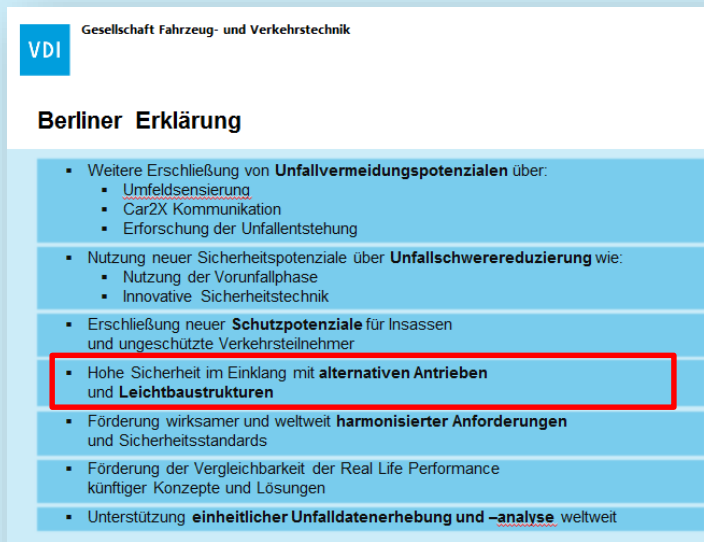 Gesellschaft Fahrzeug- und Verkehrstechnik
VDI
Berliner Erklärung
▪ Weitere Erschließung von Unfallvermeidungspotenzialen über:
▪ Umfeldsensierung
▪ Car2X Kommunikation
▪ Erforschung der Unfallentstehung
▪ Nutzung neuer Sicherheitspotenziale über Unfallschwerereduzierung wie:
▪ Nutzung der Vorunfallphase
▪ Innovative Sicherheitstechnik
▪ Erschließung neuer Schutzpotenziale für Insassen
und ungeschützte Verkehrsteilnehmer
▪ Hohe Sicherheit im Einklang mit alternativen Antrieben
und Leichtbaustrukturen
▪ Förderung wirksamer und weltweit harmonisierter Anforderungen
und Sicherheitsstandards
▪ Förderung der Vergleichbarkeit der Real Life Performance
künftiger Konzepte und Lösungen
▪ Unterstützung einheitlicher Unfalldatenerhebung und –analyse weltweit